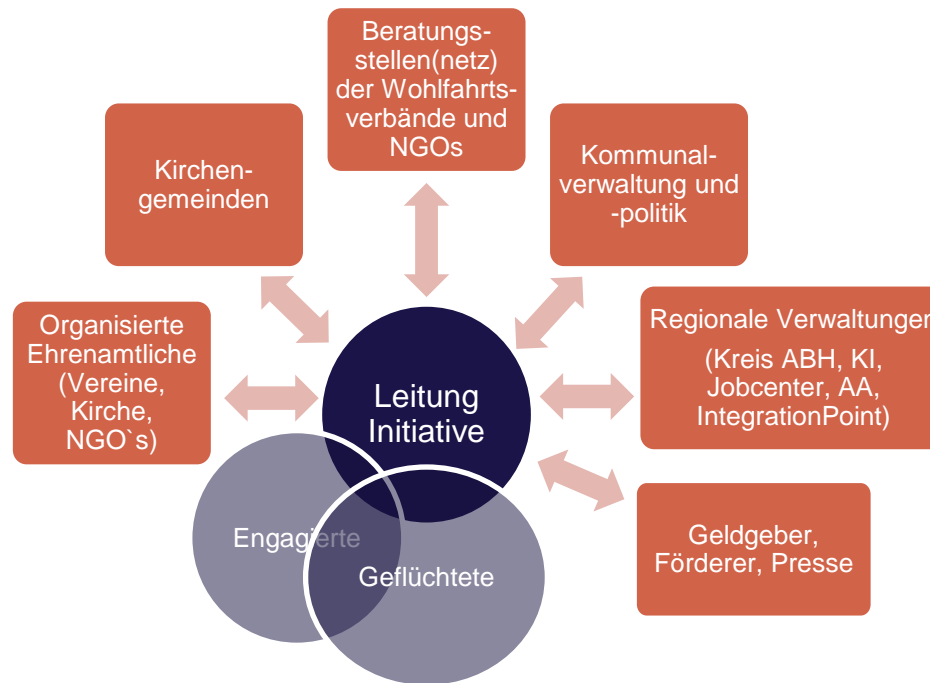 Beratungs-
stellen(netz)
der Wohlfahrts-
verbände und
NGOs
Kirchen-
gemeinden
Kommunal-
verwaltung und
-politik
Organisierte
Ehrenamtliche
(Vereine,
Kirche,
NGO`s)
Regionale Verwaltungen
(Kreis ABH, KI,
Jobcenter, AA,
IntegrationPoint)
Leitung
Initiative
Engagierte
Geflüchtete
Geldgeber,
Förderer, Presse